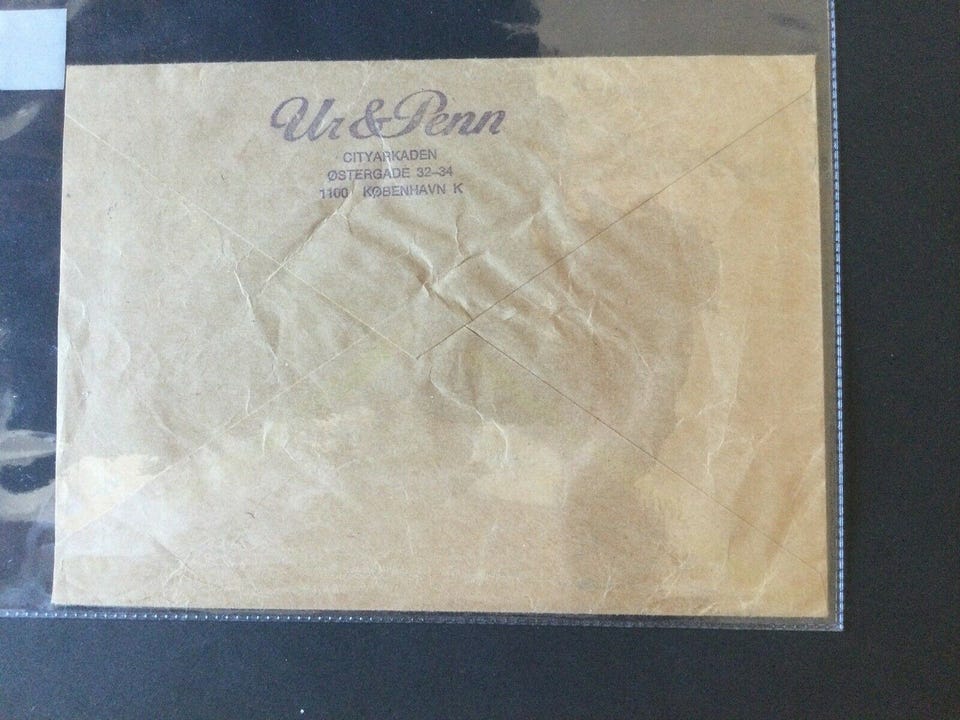 Ur & Penn
CITYARKADEN
ØSTERGADE 32–34
1100 KØBENHAVN K